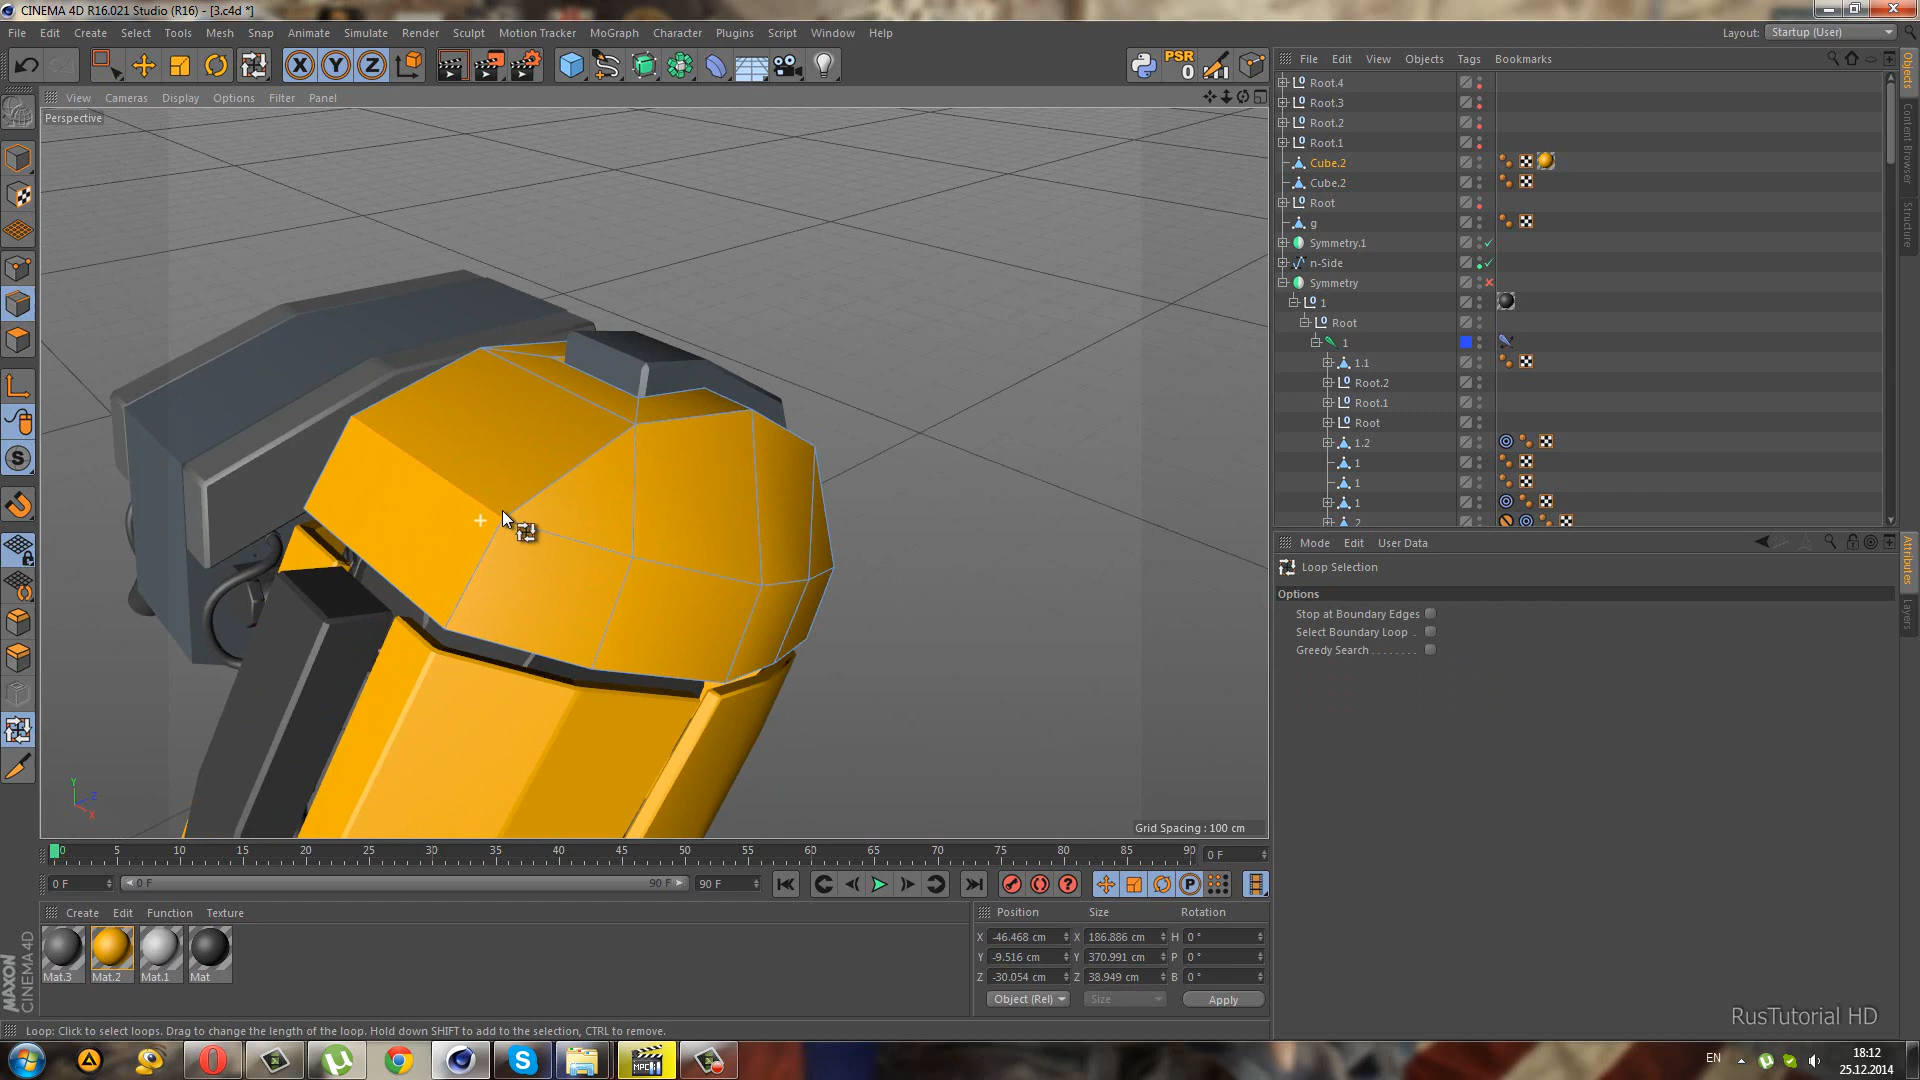 CINEMA 4D R16.021 Studio (R16) - [3.c4d *]
File Edit Create Select Tools Mesh Snap Animate Simulate Render Sculpt Motion Tracker MoGraph Character Plugins Script Window Help
Layout: Startup (User)
X Y Z
PSR
0
File Edit View Objects Tags Bookmarks
View Cameras Display Options Filter Panel
Perspective
Root.4
Root.3
Root.2
Root.1
Cube.2
Cube.2
Root
g
Symmetry.1
n-Side
Symmetry
1
Root
1
1.1
Root.2
Root.1
Root
1.2
1
1
1
2
Objects
Content Browser
Structure
Mode Edit User Data
Loop Selection
Options
Stop at Boundary Edges
Select Boundary Loop .
Greedy Search . . . . . . . .
Attributes
Layers
Y
Z
X
Grid Spacing : 100 cm
0 5 10 15 20 25 30 35 40 45 50 55 60 65 70 75 80 85 90
0 F
0 F 0 F 90 F 90 F
Create Edit Function Texture
Mat.3 Mat.2 Mat.1 Mat
MAXON
CINEMA 4D
Position Size Rotation
X -46.468 cm X 186.886 cm H 0 °
Y -9.516 cm Y 370.991 cm P 0 °
Z -30.054 cm Z 38.949 cm B 0 °
Object (Rel) Size Apply
Loop: Click to select loops. Drag to change the length of the loop. Hold down SHIFT to add to the selection, CTRL to remove.
RusTutorial HD
EN
18:12
25.12.2014